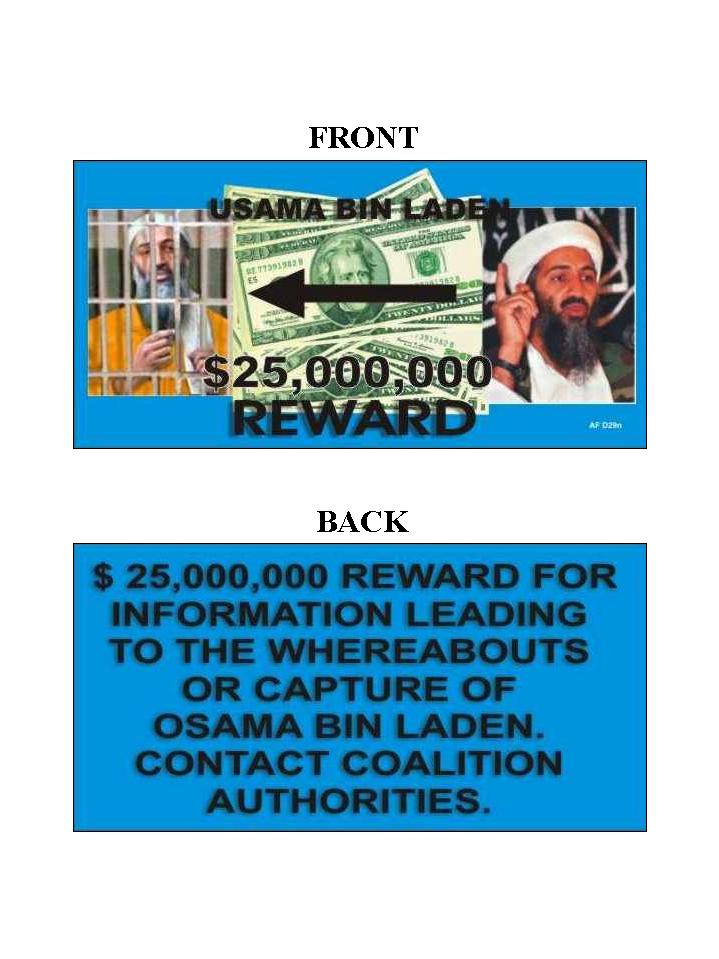 FRONT
USAMA BIN LADEN
$25,000,000
REWARD
AF D29n
BACK
$ 25,000,000 REWARD FOR
INFORMATION LEADING
TO THE WHEREABOUTS
OR CAPTURE OF
OSAMA BIN LADEN.
CONTACT COALITION
AUTHORITIES.